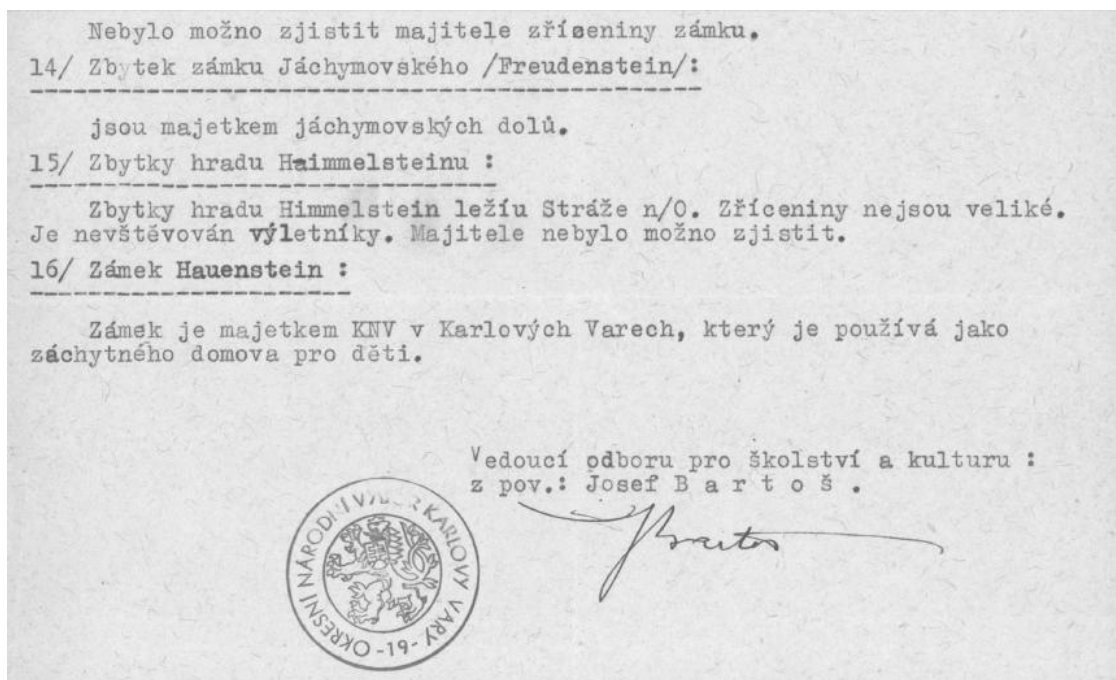 Nebylo možno zjistit majitele zříseniny zámku.
14/ Zbytek zámku Jáchymovského /Freudenstein/:
jsou majetkem jáchymovských dolů.
15/ Zbytky hradu Haimmelsteinu :
Zbytky hradu Himmelstein ležíu Stráže n/O. Zříceniny nejsou veliké.
Je nevštěvován výletníky. Majitele nebylo možno zjistit.
16/ Zámek Hauenstein :
Zámek je majetkem KNV v Karlových Varech, který je používá jako
záchytného domova pro děti.
Vedoucí odboru pro školství a kulturu :
z pov.: Josef B a r t o š .
Bartoš
OKRESNÍ NÁRODNÍ VÝBOR KARLOVY VARY
-19-